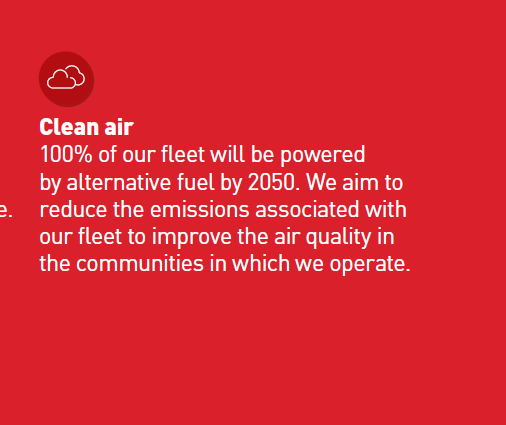 Clean air
100% of our fleet will be powered
by alternative fuel by 2050. We aim to
e. reduce the emissions associated with
our fleet to improve the air quality in
the communities in which we operate.